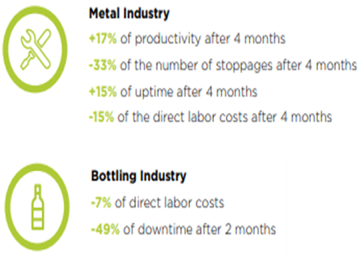 Metal Industry
+17% of productivity after 4 months
-33% of the number of stoppages after 4 months
+15% of uptime after 4 months
-15% of the direct labor costs after 4 months
Bottling Industry
-7% of direct labor costs
-49% of downtime after 2 months